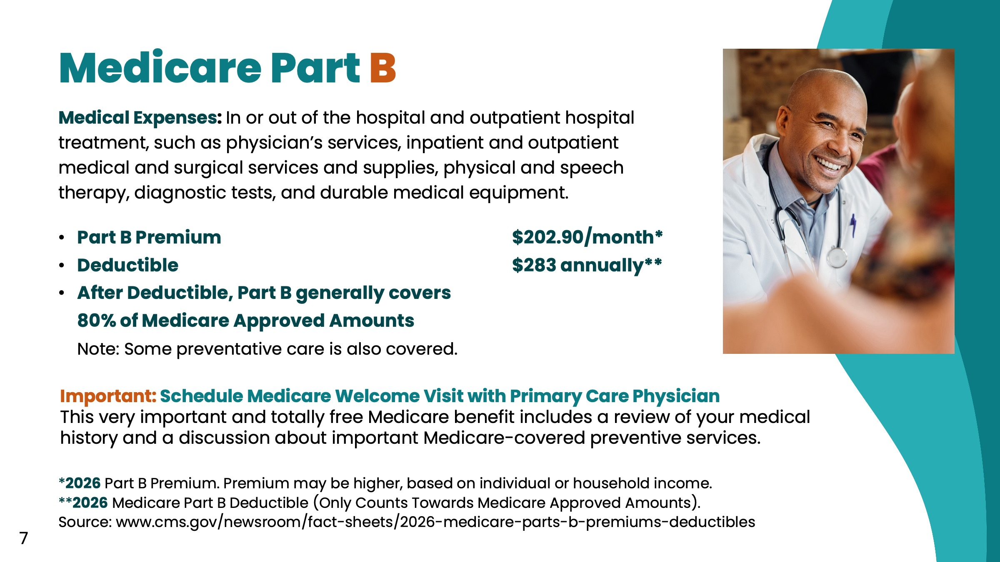 Medicare Part B
Medical Expenses: In or out of the hospital and outpatient hospital
treatment, such as physician’s services, inpatient and outpatient
medical and surgical services and supplies, physical and speech
therapy, diagnostic tests, and durable medical equipment.
• Part B Premium $202.90/month*
• Deductible $283 annually**
• After Deductible, Part B generally covers
80% of Medicare Approved Amounts
Note: Some preventative care is also covered.
Important: Schedule Medicare Welcome Visit with Primary Care Physician
This very important and totally free Medicare benefit includes a review of your medical
history and a discussion about important Medicare-covered preventive services.
*2026 Part B Premium. Premium may be higher, based on individual or household income.
**2026 Medicare Part B Deductible (Only Counts Towards Medicare Approved Amounts).
Source: www.cms.gov/newsroom/fact-sheets/2026-medicare-parts-b-premiums-deductibles
7